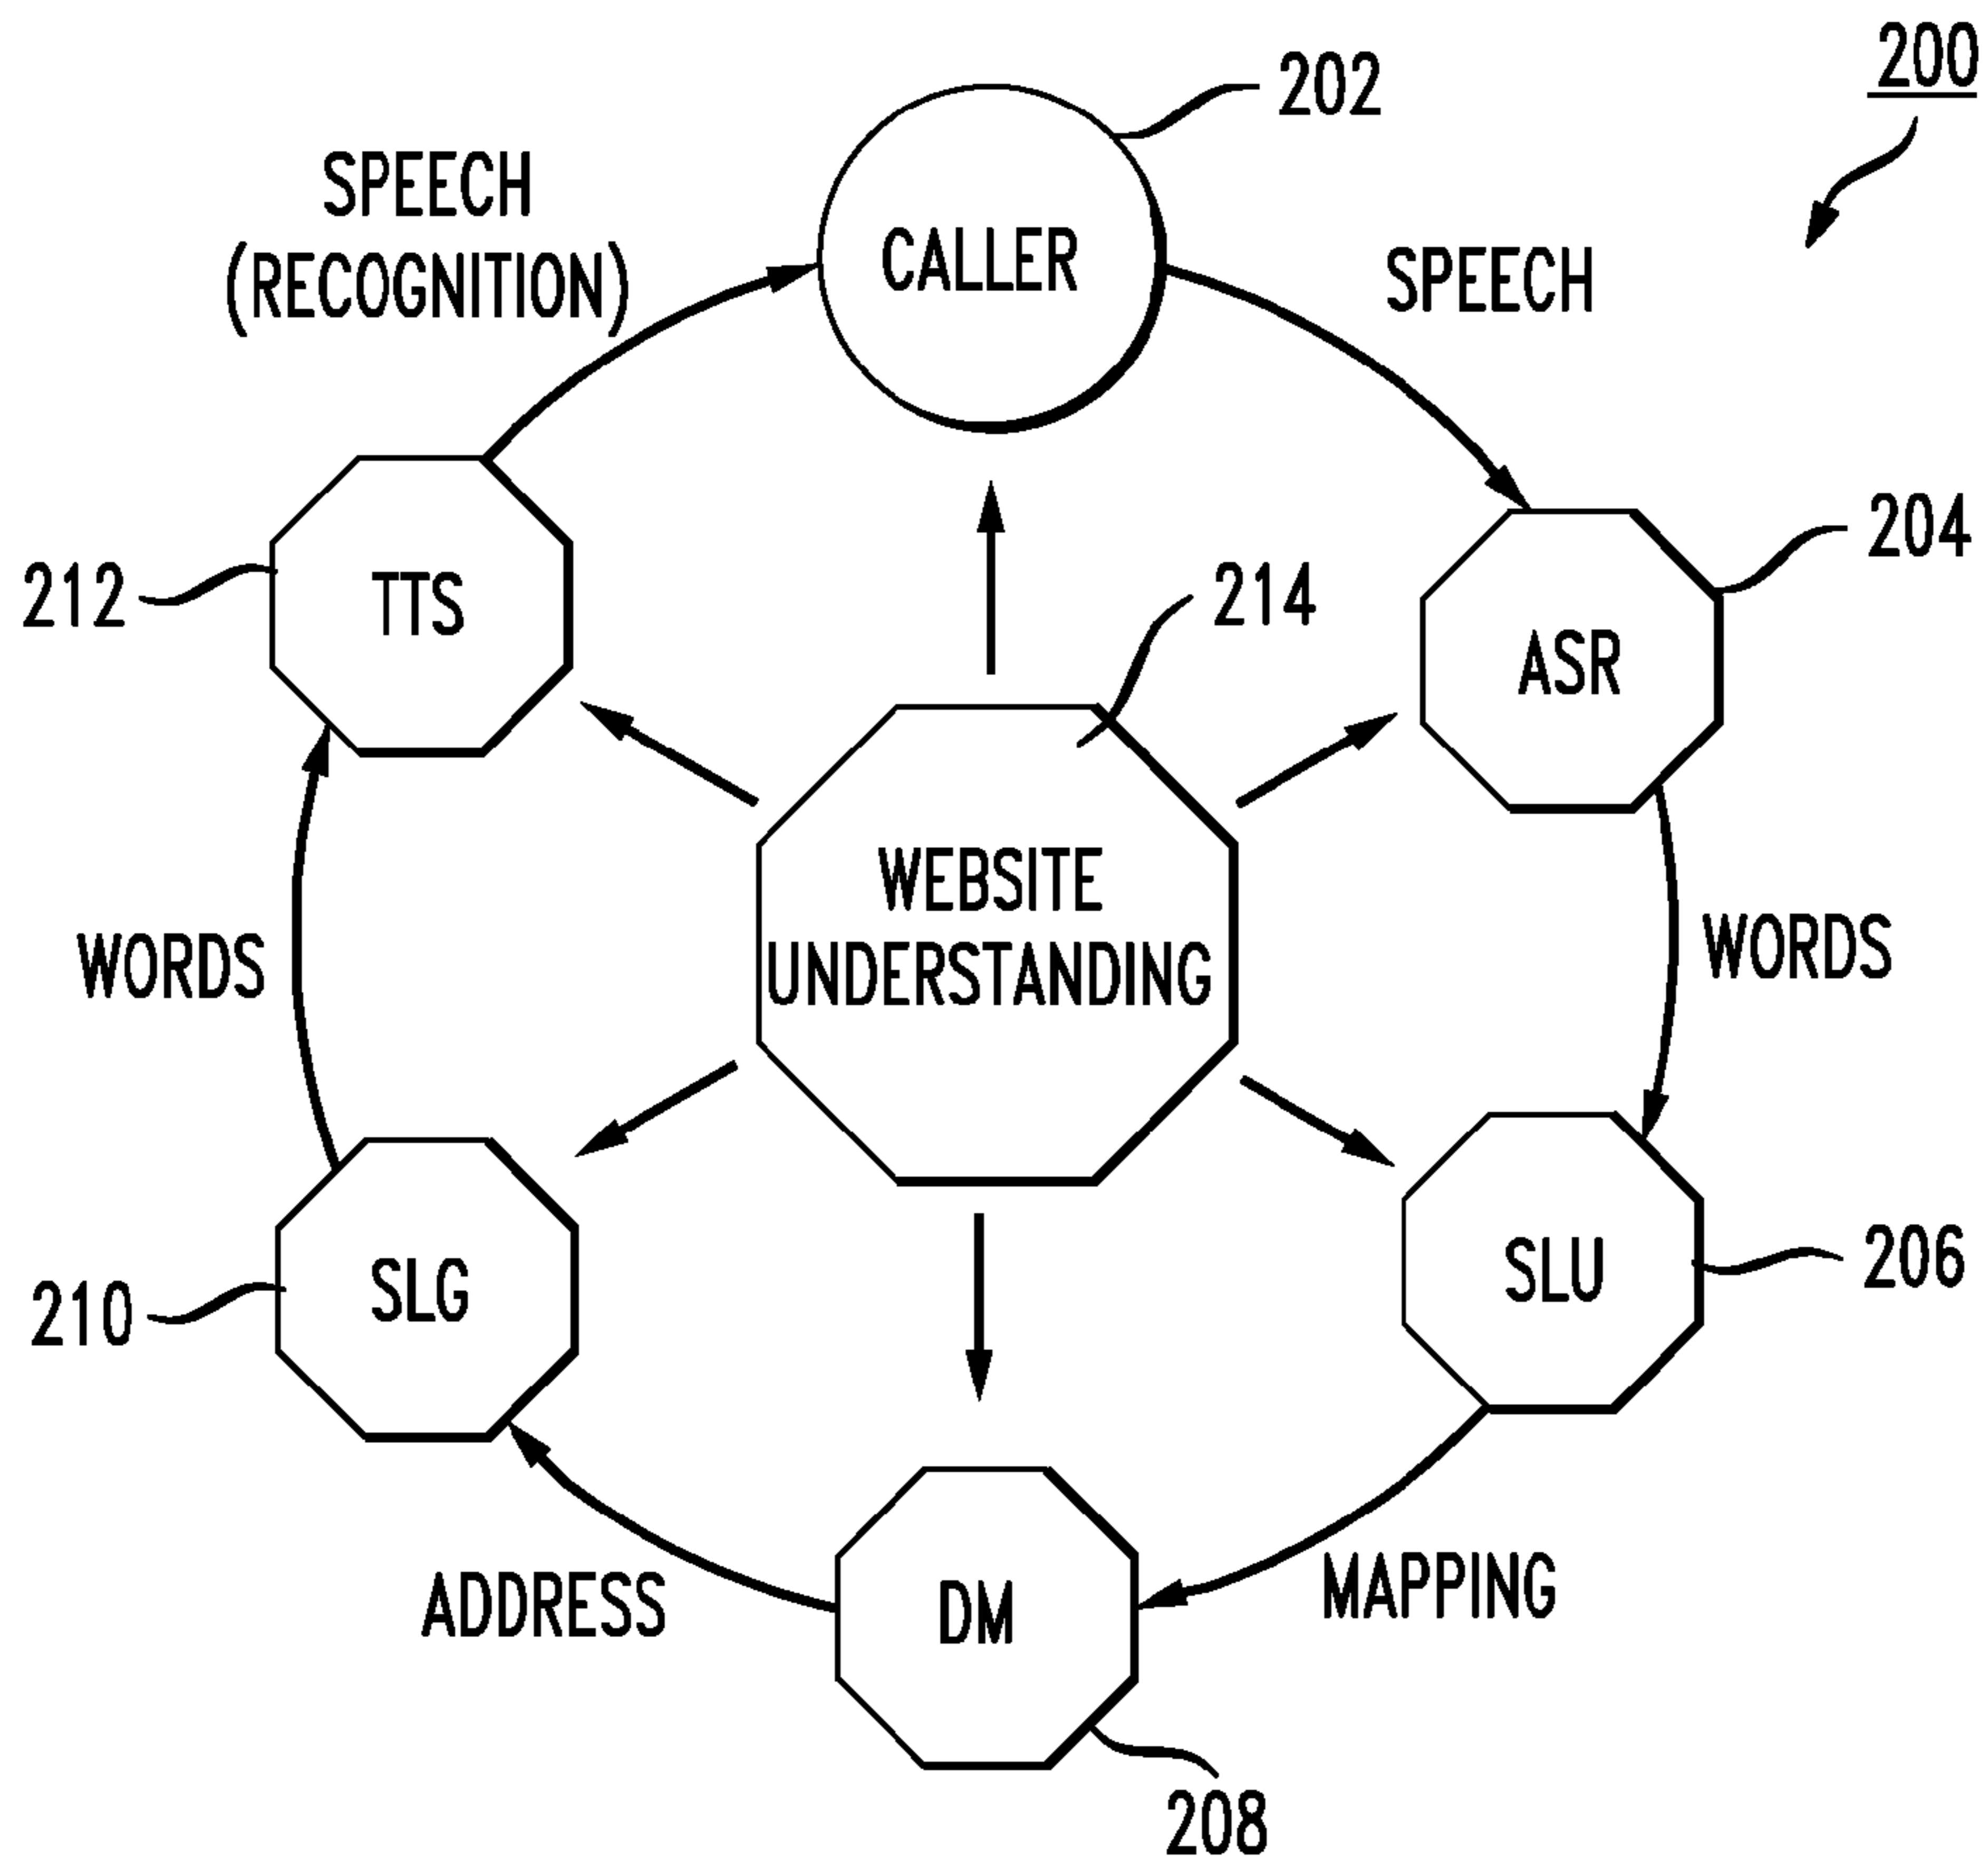 200
202
SPEECH
(RECOGNITION)
CALLER
SPEECH
204
212
TTS
214
ASR
WEBSITE
UNDERSTANDING
WORDS
WORDS
210
SLG
SLU
206
ADDRESS
DM
MAPPING
208